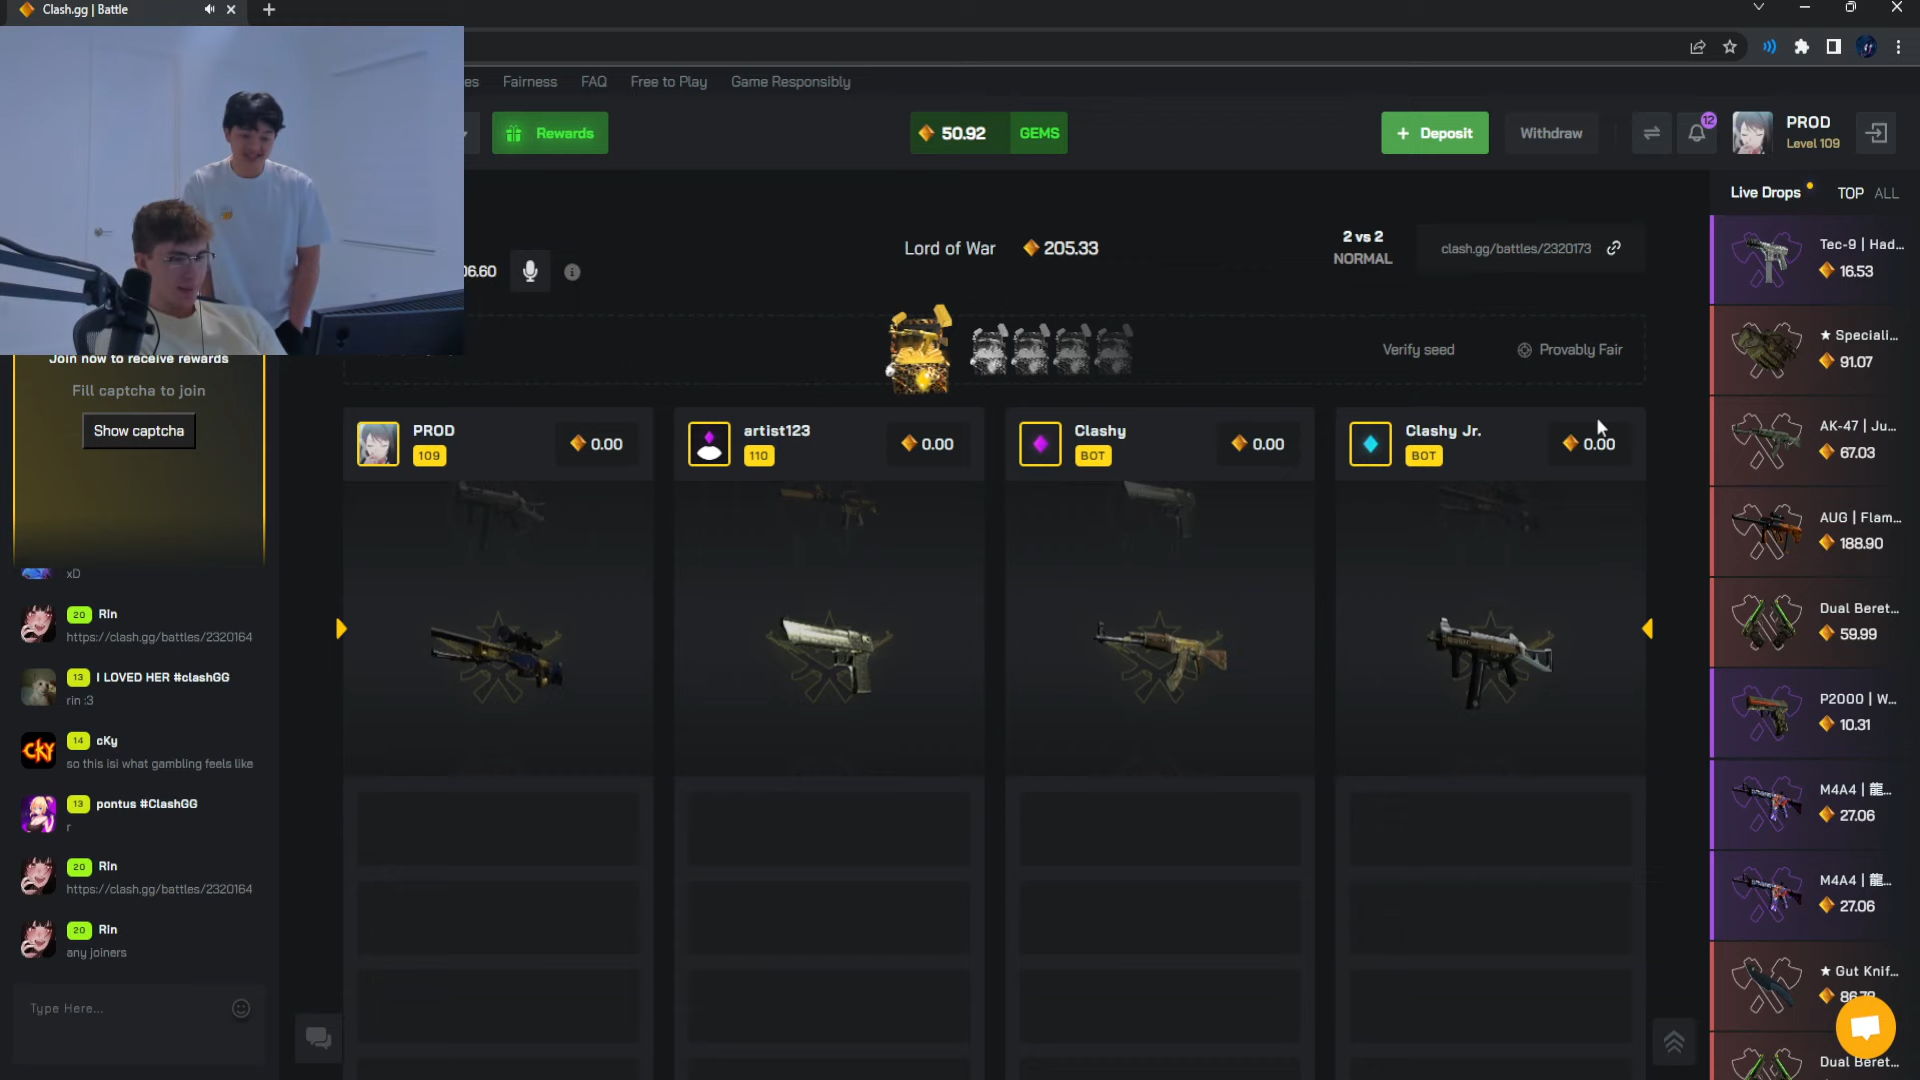 Clash.gg | Battle
es Fairness FAQ Free to Play Game Responsibly
Rewards
50.92 GEMS
+ Deposit
Withdraw
12
PROD
Level 109
Live Drops TOP ALL
06.60
Lord of War 205.33
2 vs 2
NORMAL
clash.gg/battles/2320173
Verify seed
Provably Fair
Join now to receive rewards
Fill captcha to join
Show captcha
xD
20 Rin
https://clash.gg/battles/2320164
13 I LOVED HER #clashGG
rin :3
14 cKy
CKY
so this isi what gambling feels like
13 pontus #ClashGG
r
20 Rin
https://clash.gg/battles/2320164
20 Rin
any joiners
Type Here...
PROD
109
0.00
artist123
110
0.00
Clashy
BOT
0.00
Clashy Jr.
BOT
0.00
Tec-9 | Had...
16.53
★ Speciali...
91.07
AK-47 | Ju...
67.03
AUG | Flam...
188.90
Dual Beret...
59.99
P2000 | W...
10.31
M4A4 | 龍...
27.06
M4A4 | 龍...
27.06
★ Gut Knif...
Dual Beret...